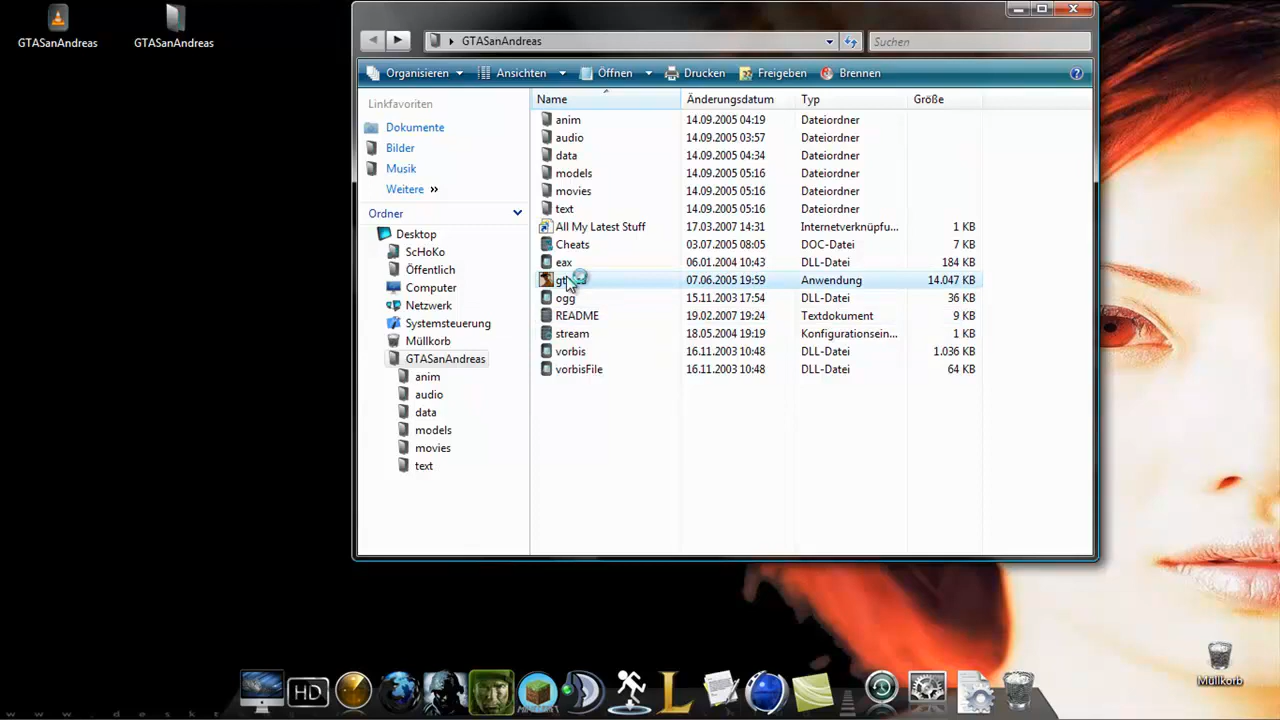 GTASanAndreas
GTASanAndreas
GTASanAndreas
Suchen
Organisieren Ansichten Öffnen Drucken Freigeben Brennen
Linkfavoriten
Dokumente
Bilder
Musik
Weitere »
Ordner
Desktop
ScHoKo
Öffentlich
Computer
Netzwerk
Systemsteuerung
Müllkorb
GTASanAndreas
anim
audio
data
models
movies
text
Name Änderungsdatum Typ Größe
anim 14.09.2005 04:19 Dateiordner
audio 14.09.2005 03:57 Dateiordner
data 14.09.2005 04:34 Dateiordner
models 14.09.2005 05:16 Dateiordner
movies 14.09.2005 05:16 Dateiordner
text 14.09.2005 05:16 Dateiordner
All My Latest Stuff 17.03.2007 14:31 Internetverknüpfu... 1 KB
Cheats 03.07.2005 08:05 DOC-Datei 7 KB
eax 06.01.2004 10:43 DLL-Datei 184 KB
07.06.2005 19:59 Anwendung 14.047 KB
ogg 15.11.2003 17:54 DLL-Datei 36 KB
README 19.02.2007 19:24 Textdokument 9 KB
stream 18.05.2004 19:19 Konfigurationsein... 1 KB
vorbis 16.11.2003 10:48 DLL-Datei 1.036 KB
vorbisFile 16.11.2003 10:48 DLL-Datei 64 KB
HD
MINECRAFT
L
Müllkorb